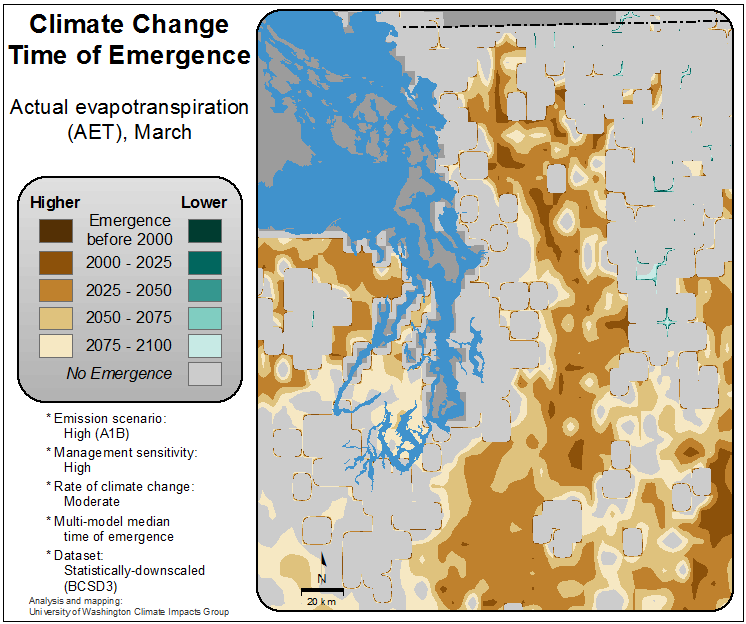 Climate Change
Time of Emergence
Actual evapotranspiration
(AET), March
Higher Lower
Emergence
before 2000
2000 - 2025
2025 - 2050
2050 - 2075
2075 - 2100
No Emergence
* Emission scenario:
High (A1B)
* Management sensitivity:
High
* Rate of climate change:
Moderate
* Multi-model median
time of emergence
* Dataset:
Statistically-downscaled
(BCSD3)
Analysis and mapping:
University of Washington Climate Impacts Group
N
20 km